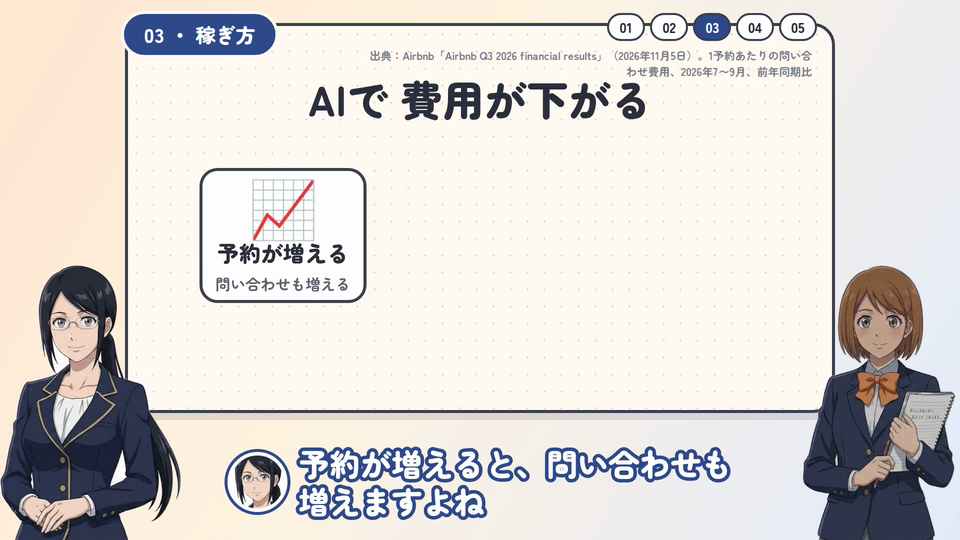 03 ・ 稼ぎ方
01 02 03 04 05
出典：Airbnb「Airbnb Q3 2026 financial results」（2026年11月5日）。1予約あたりの問い合
わせ費用、2026年7〜9月、前年同期比
AIで 費用が下がる
予約が増える
問い合わせも増える
予約が増えると、問い合わせも
増えますよね